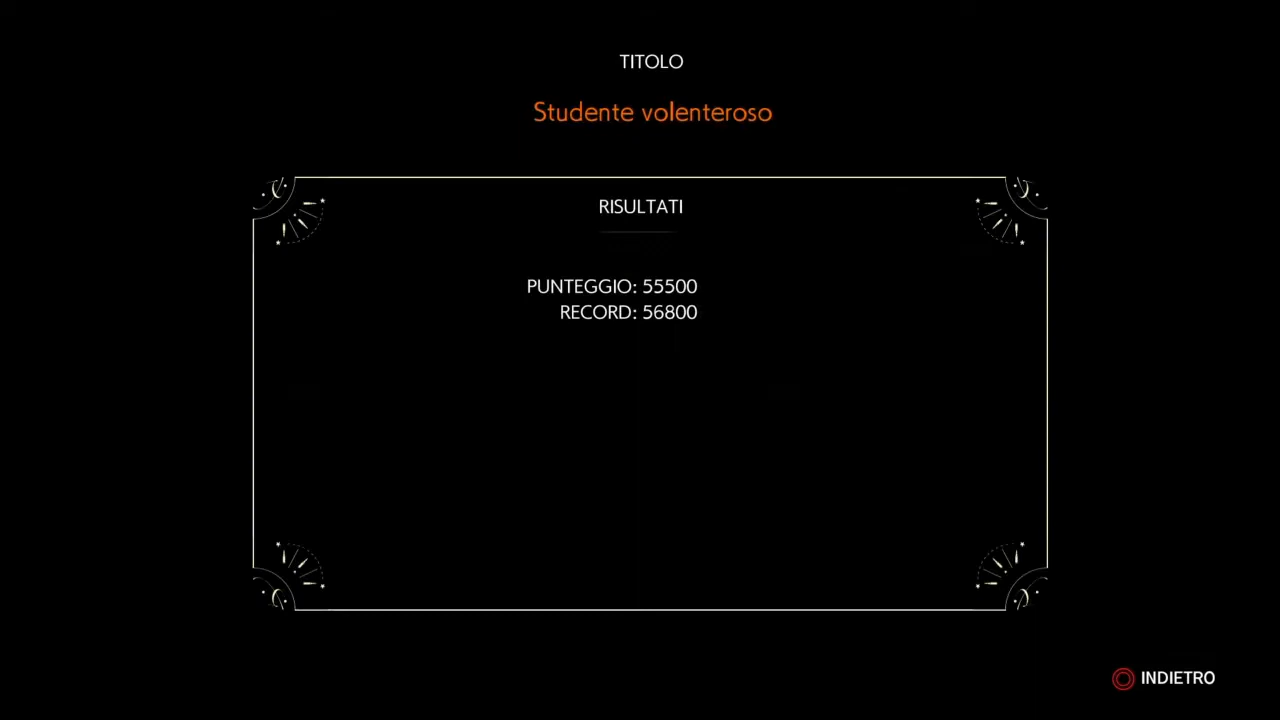 TITOLO
Studente volenteroso
RISULTATI
PUNTEGGIO: 55500
RECORD: 56800
INDIETRO